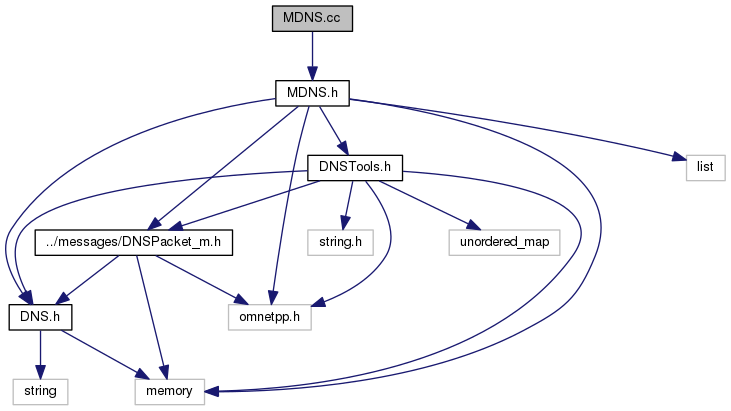 MDNS.cc
MDNS.h
DNSTools.h
list
../messages/DNSPacket_m.h
string.h
unordered_map
DNS.h
omnetpp.h
string
memory